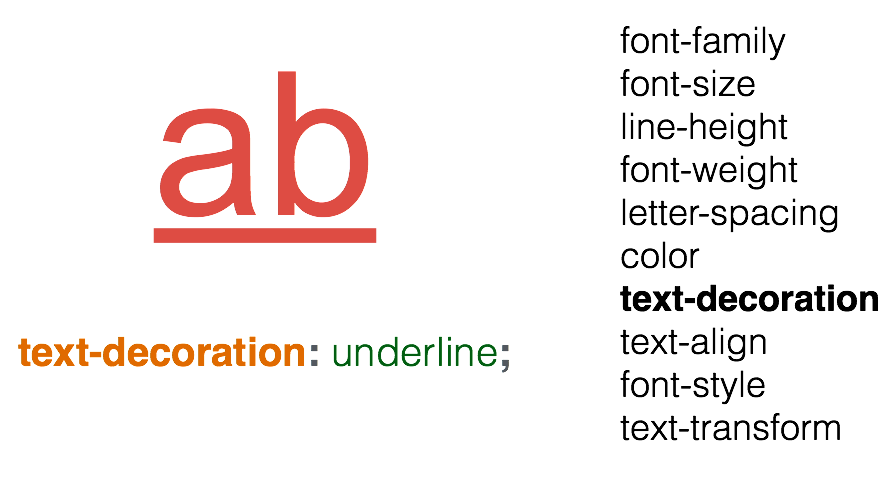 ab
text-decoration: underline;
font-family
font-size
line-height
font-weight
letter-spacing
color
text-decoration
text-align
font-style
text-transform